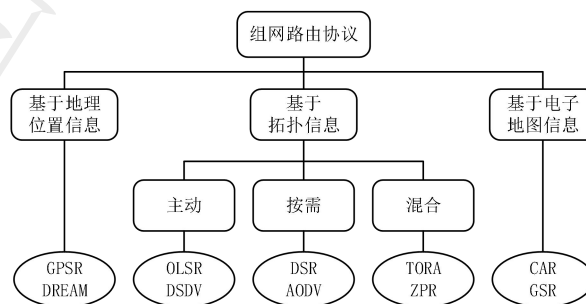 组网路由协议
基于地理
位置信息
基于
拓扑信息
基于电子
地图信息
主动
按需
混合
GPSR
DREAM
OLSR
DSDV
DSR
AODV
TORA
ZPR
CAR
GSR